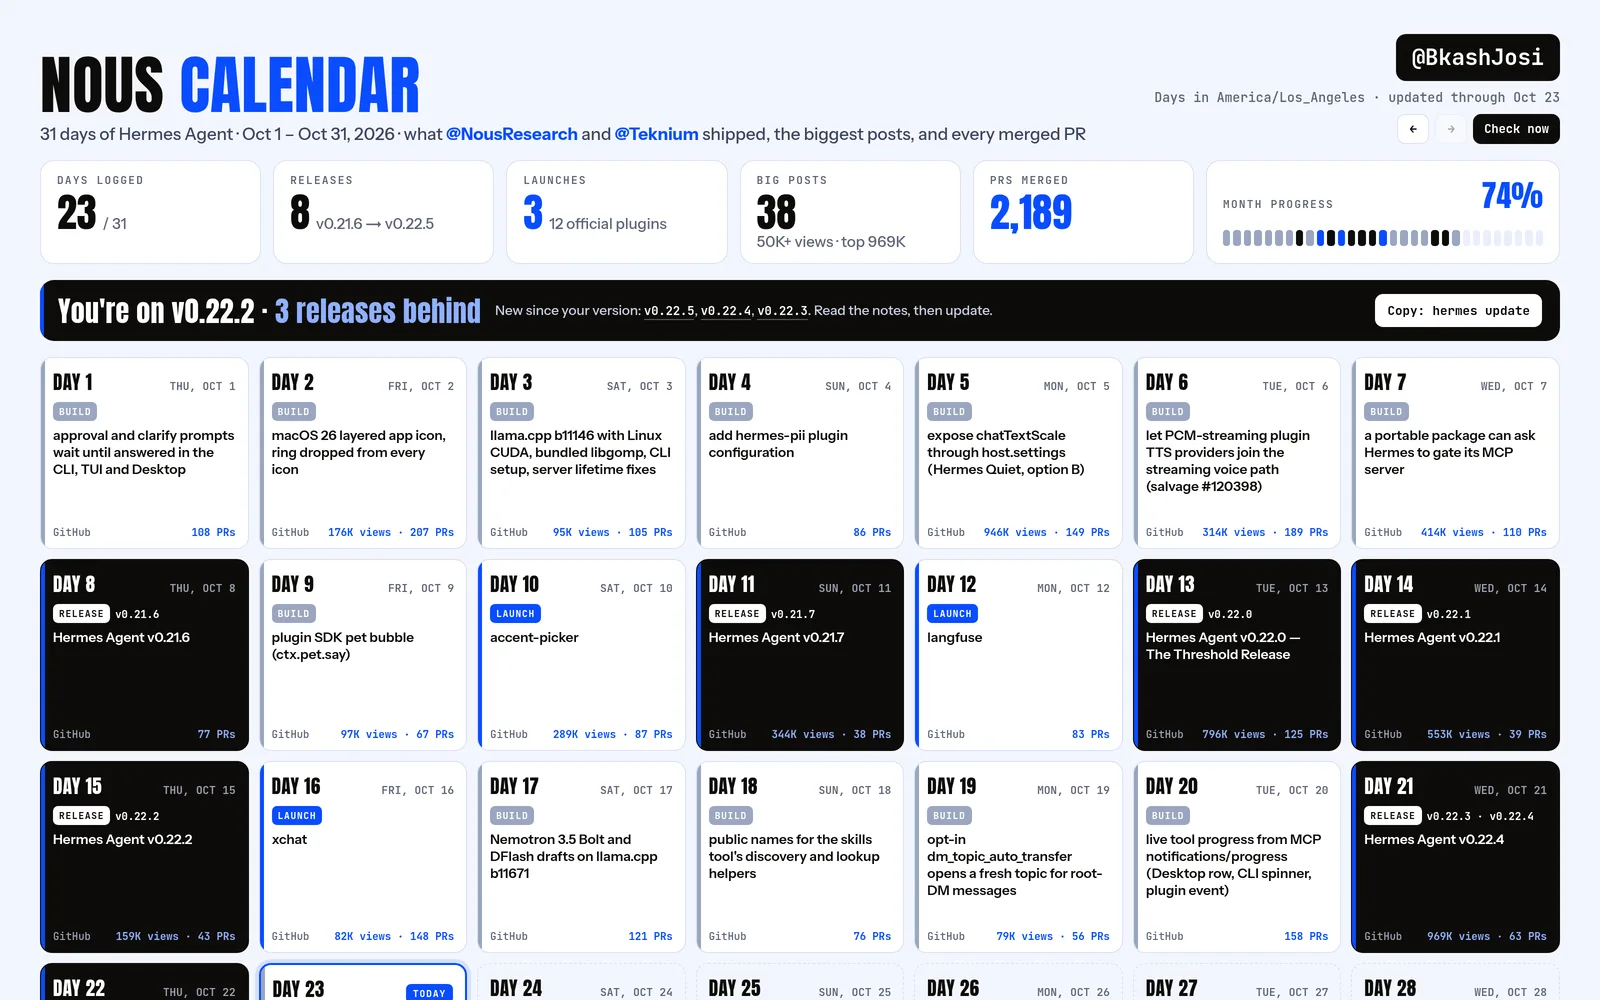 NOUS CALENDAR
@BkashJosi
Days in America/Los_Angeles · updated through Oct 23
31 days of Hermes Agent · Oct 1 – Oct 31, 2026 · what @NousResearch and @Teknium shipped, the biggest posts, and every merged PR
← → Check now
DAYS LOGGED
23 / 31
RELEASES
8 v0.21.6 → v0.22.5
LAUNCHES
3 12 official plugins
BIG POSTS
38
50K+ views · top 969K
PRS MERGED
2,189
MONTH PROGRESS
74%
You're on v0.22.2 · 3 releases behind
New since your version: v0.22.5, v0.22.4, v0.22.3. Read the notes, then update.
Copy: hermes update
DAY 1 THU, OCT 1
BUILD
approval and clarify prompts
wait until answered in the
CLI, TUI and Desktop
GitHub 108 PRs
DAY 2 FRI, OCT 2
BUILD
macOS 26 layered app icon,
ring dropped from every
icon
GitHub 176K views · 207 PRs
DAY 3 SAT, OCT 3
BUILD
llama.cpp b11146 with Linux
CUDA, bundled libgomp, CLI
setup, server lifetime fixes
GitHub 95K views · 105 PRs
DAY 4 SUN, OCT 4
BUILD
add hermes-pii plugin
configuration
GitHub 86 PRs
DAY 5 MON, OCT 5
BUILD
expose chatTextScale
through host.settings
(Hermes Quiet, option B)
GitHub 946K views · 149 PRs
DAY 6 TUE, OCT 6
BUILD
let PCM-streaming plugin
TTS providers join the
streaming voice path
(salvage #120398)
GitHub 314K views · 189 PRs
DAY 7 WED, OCT 7
BUILD
a portable package can ask
Hermes to gate its MCP
server
GitHub 414K views · 110 PRs
DAY 8 THU, OCT 8
RELEASE v0.21.6
Hermes Agent v0.21.6
GitHub 77 PRs
DAY 9 FRI, OCT 9
BUILD
plugin SDK pet bubble
(ctx.pet.say)
GitHub 97K views · 67 PRs
DAY 10 SAT, OCT 10
LAUNCH
accent-picker
GitHub 289K views · 87 PRs
DAY 11 SUN, OCT 11
RELEASE v0.21.7
Hermes Agent v0.21.7
GitHub 344K views · 38 PRs
DAY 12 MON, OCT 12
LAUNCH
langfuse
GitHub 83 PRs
DAY 13 TUE, OCT 13
RELEASE v0.22.0
Hermes Agent v0.22.0 —
The Threshold Release
GitHub 796K views · 125 PRs
DAY 14 WED, OCT 14
RELEASE v0.22.1
Hermes Agent v0.22.1
GitHub 553K views · 39 PRs
DAY 15 THU, OCT 15
RELEASE v0.22.2
Hermes Agent v0.22.2
GitHub 159K views · 43 PRs
DAY 16 FRI, OCT 16
LAUNCH
xchat
GitHub 82K views · 148 PRs
DAY 17 SAT, OCT 17
BUILD
Nemotron 3.5 Bolt and
DFlash drafts on llama.cpp
b11671
GitHub 121 PRs
DAY 18 SUN, OCT 18
BUILD
public names for the skills
tool's discovery and lookup
helpers
GitHub 76 PRs
DAY 19 MON, OCT 19
BUILD
opt-in
dm_topic_auto_transfer
opens a fresh topic for root-
DM messages
GitHub 79K views · 56 PRs
DAY 20 TUE, OCT 20
BUILD
live tool progress from MCP
notifications/progress
(Desktop row, CLI spinner,
plugin event)
GitHub 158 PRs
DAY 21 WED, OCT 21
RELEASE v0.22.3 · v0.22.4
Hermes Agent v0.22.4
GitHub 969K views · 63 PRs
DAY 22 THU, OCT 22
DAY 23 TODAY
DAY 24 SAT, OCT 24
DAY 25 SUN, OCT 25
DAY 26 MON, OCT 26
DAY 27 TUE, OCT 27
DAY 28 WED, OCT 28